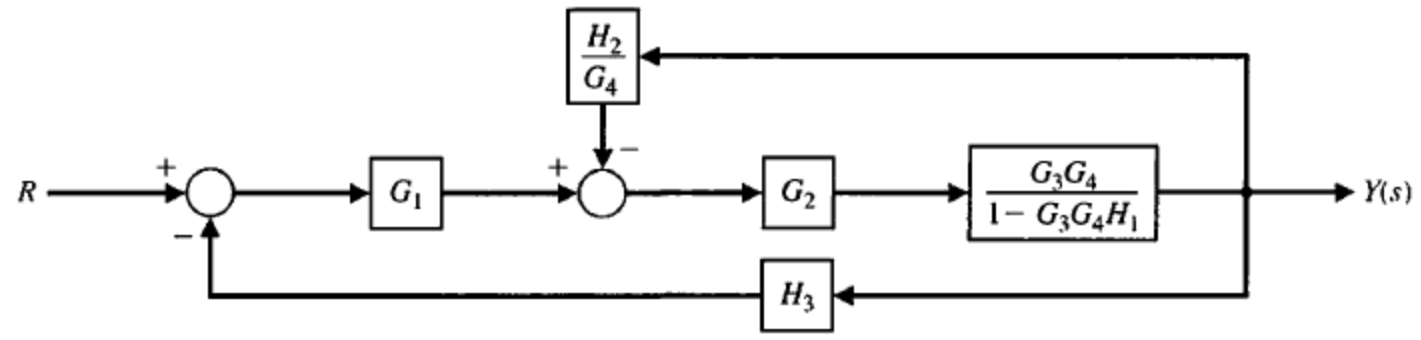 H₂
G₄
+
−
+
R
G₁
G₂
G₃G₄
1 − G₃G₄H₁
Y(s)
−
H₃